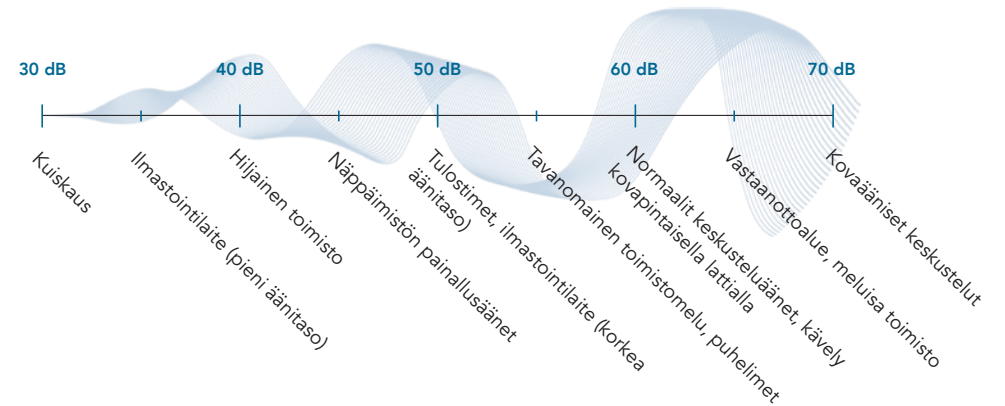 30 dB
40 dB
50 dB
60 dB
70 dB
Kuiskaus
Ilmastointilaite (pieni äänitaso)
Hiljainen toimisto
Näppäimistön painallusäänet
Tulostimet, ilmastointilaite (korkea
äänitaso)
Tavanomainen toimistomelu, puhelimet
Normaalit keskusteluäänet, kävely
kovapintaisella lattialla
Vastaanottoalue, meluisa toimisto
Kovaääniset keskustelut